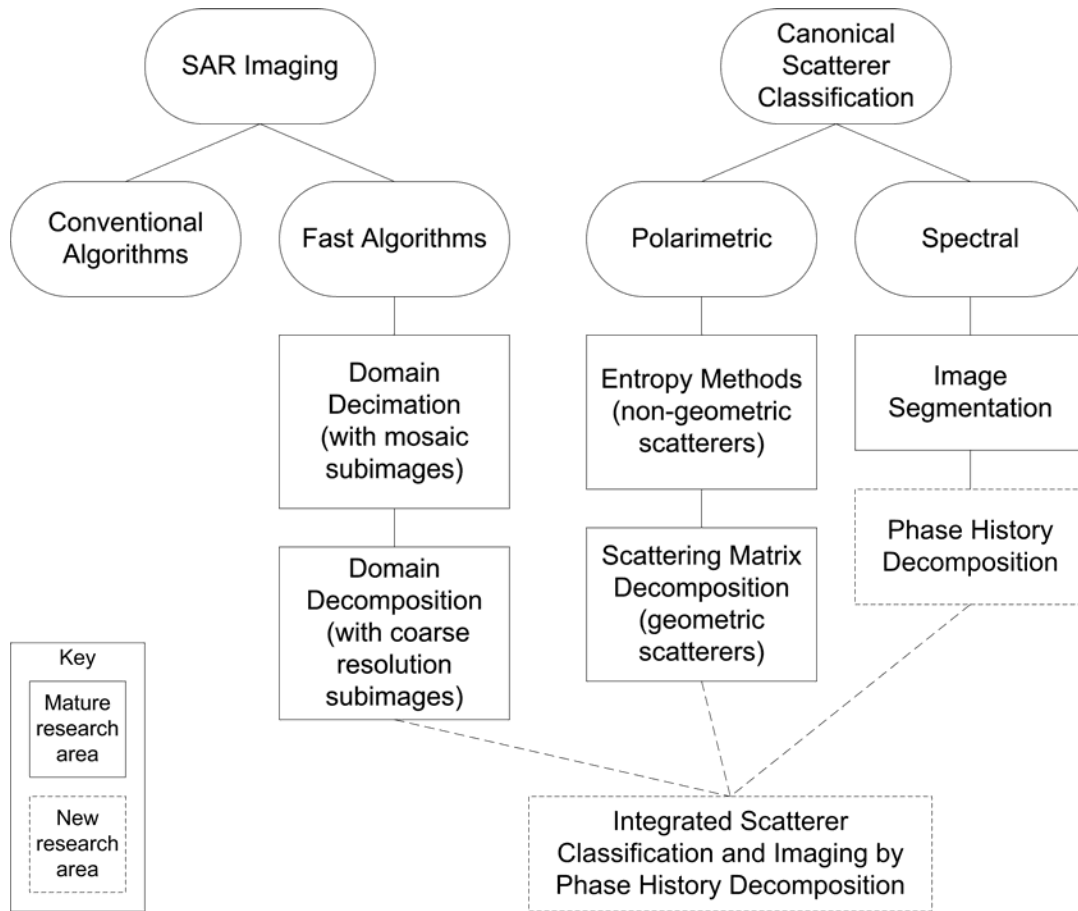 SAR Imaging
Canonical
Scatterer
Classification
Conventional
Algorithms
Fast Algorithms
Polarimetric
Spectral
Domain
Decimation
(with mosaic
subimages)
Entropy Methods
(non-geometric
scatterers)
Image
Segmentation
Domain
Decomposition
(with coarse
resolution
subimages)
Scattering Matrix
Decomposition
(geometric
scatterers)
Phase History
Decomposition
Key
Mature
research
area
New
research
area
Integrated Scatterer
Classification and Imaging by
Phase History Decomposition